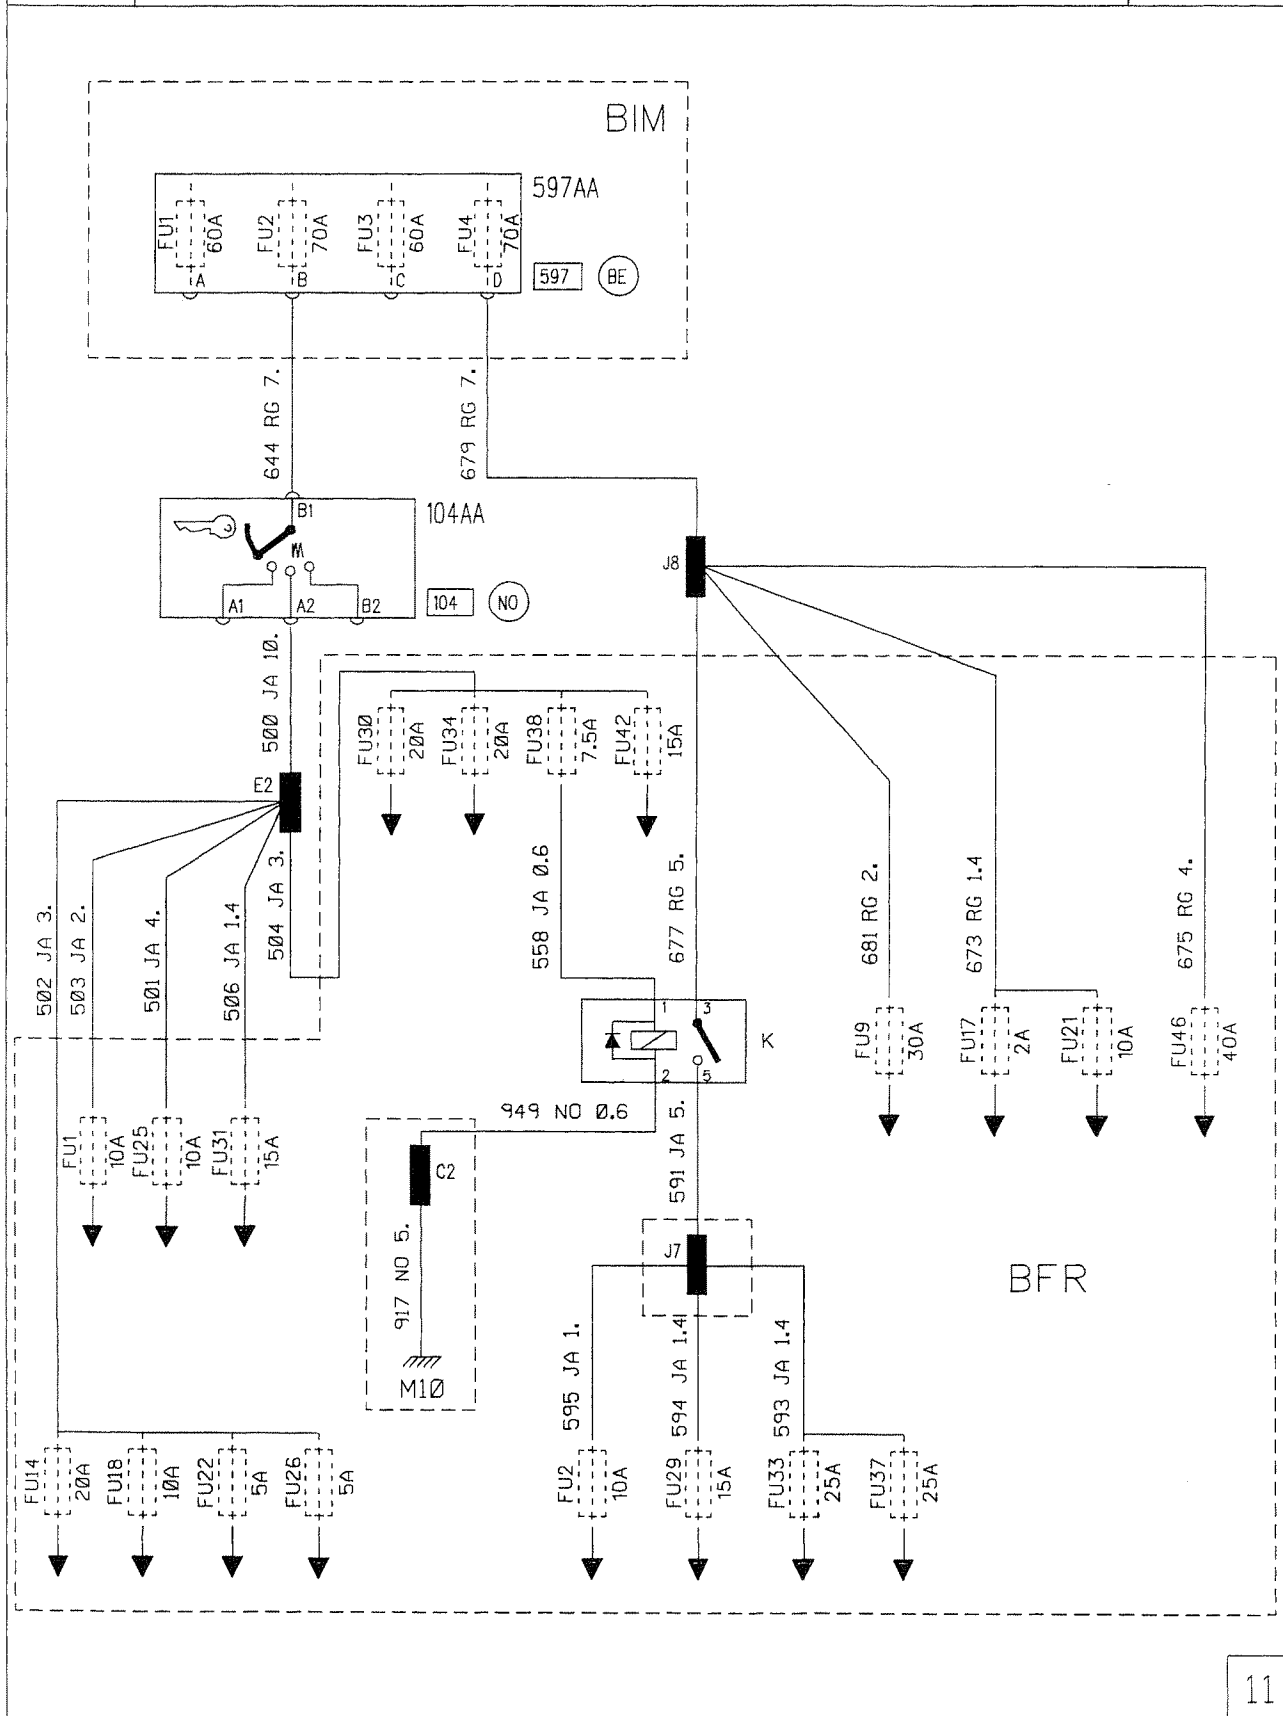 BIM
597AA
FU1
60A
FU2
70A
FU3
60A
FU4
70A
A
B
C
D
597
BE
644 RG 7.
679 RG 7.
B1
104AA
M
A1
A2
B2
104
NO
J8
500 JA 10.
E2
FU30
20A
FU34
20A
FU38
7.5A
FU42
15A
502 JA 3.
503 JA 2.
501 JA 4.
506 JA 1.4
504 JA 3.
558 JA 0.6
677 RG 5.
681 RG 2.
673 RG 1.4
675 RG 4.
1
3
K
2
5
FU9
30A
FU17
2A
FU21
10A
FU46
40A
949 NO 0.6
FU1
10A
FU25
10A
FU31
15A
C2
591 JA 5.
917 NO 5.
J7
BFR
M10
595 JA 1.
594 JA 1.4
593 JA 1.4
FU14
20A
FU18
10A
FU22
5A
FU26
5A
FU2
10A
FU29
15A
FU33
25A
FU37
25A
11